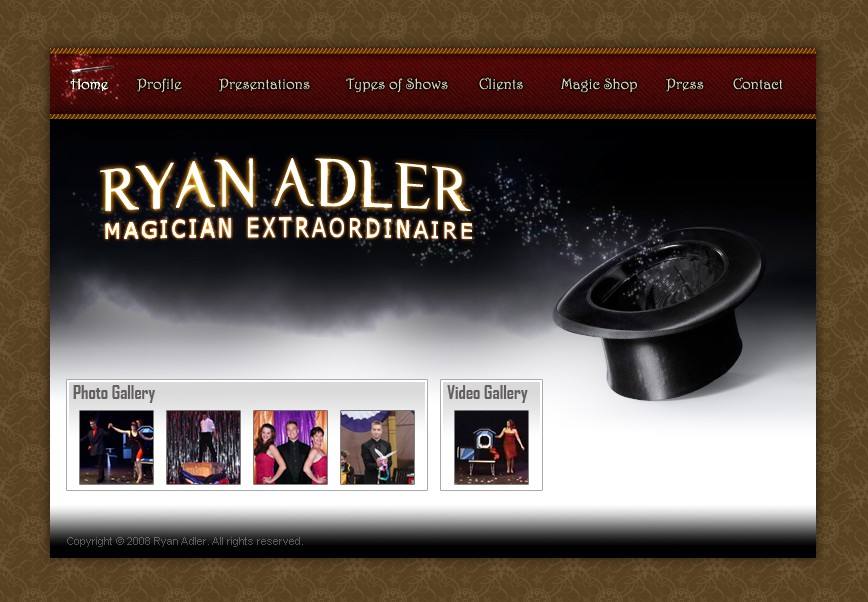 Home Profile Presentations Types of Shows Clients Magic Shop Press Contact
RYAN ADLER
MAGICIAN EXTRAORDINAIRE
Photo Gallery Video Gallery
Copyright © 2008 Ryan Adler. All rights reserved.